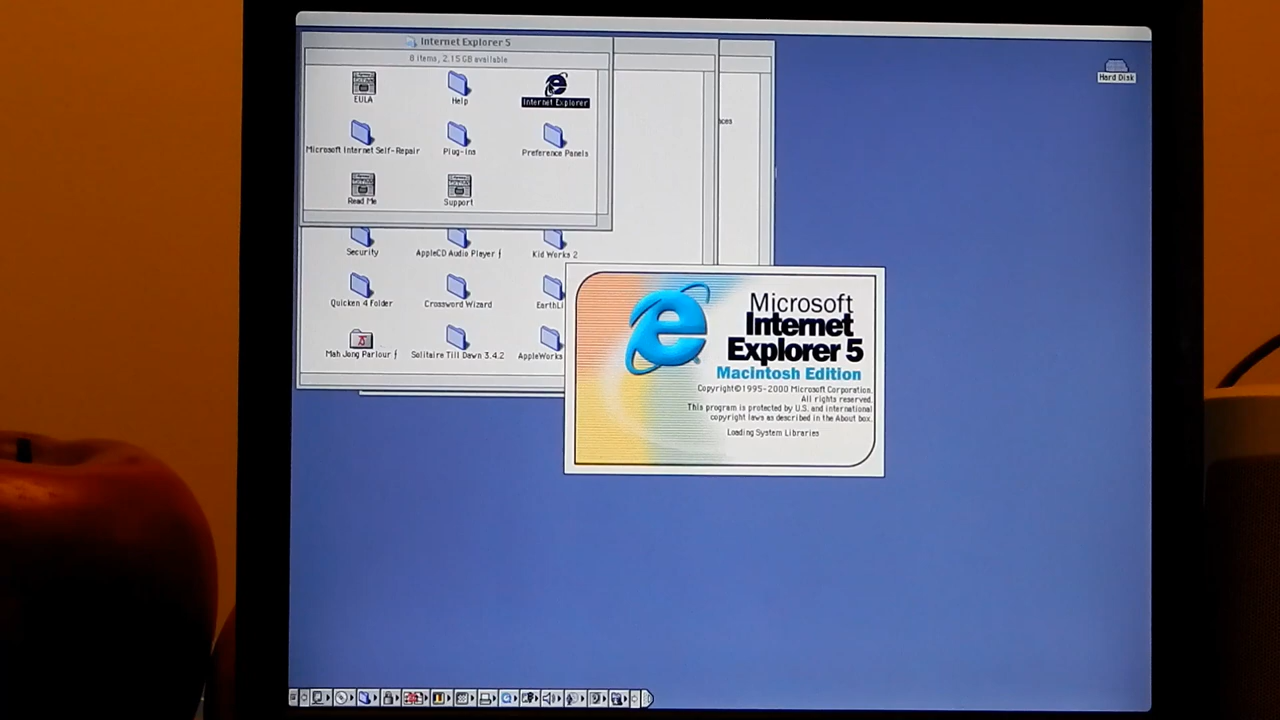 Internet Explorer 5
8 items, 2.15 GB available
EULA
Help
Internet Explorer
Microsoft Internet Self-Repair
Plug-Ins
Preference Panels
Read Me
Support
Hard Disk
Security
AppleCD Audio Player ƒ
Kid Works 2
Quicken 4 Folder
Crossword Wizard
EarthLi
Mah Jong Parlour ƒ
Solitaire Till Dawn 3.4.2
AppleWorks
Microsoft
Internet
Explorer 5
Macintosh Edition
Copyright©1995-2000 Microsoft Corporation.
All rights reserved.
This program is protected by U.S. and international
copyright laws as described in the About box.
Loading System Libraries